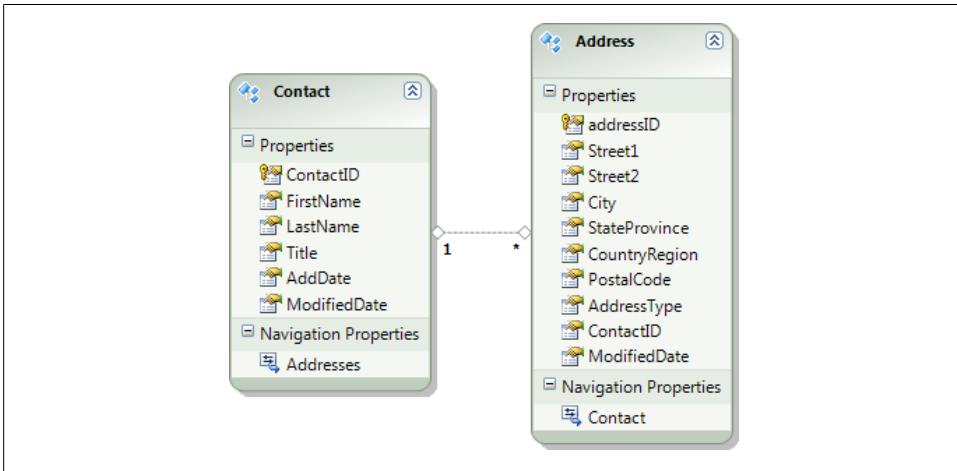 Contact
Properties
ContactID
FirstName
LastName
Title
AddDate
ModifiedDate
Navigation Properties
Addresses
1
*
Address
Properties
addressID
Street1
Street2
City
StateProvince
CountryRegion
PostalCode
AddressType
ContactID
ModifiedDate
Navigation Properties
Contact